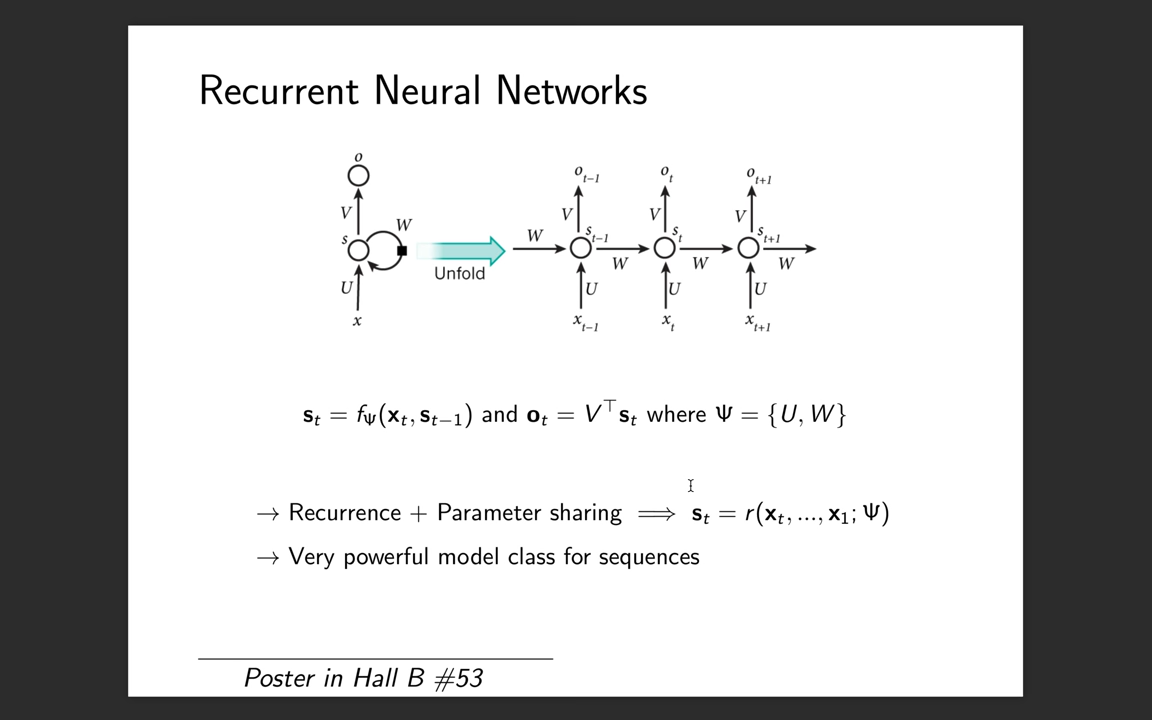 Recurrent Neural Networks
o
V
s
W
U
x
Unfold
o_{t-1} o_t o_{t+1}
V V V
W s_{t-1} s_t s_{t+1}
W W W
U U U
x_{t-1} x_t x_{t+1}
s_t = f_Ψ(x_t, s_{t−1}) and o_t = V^⊤ s_t where Ψ = {U, W}
→ Recurrence + Parameter sharing ⟹ s_t = r(x_t, ..., x_1; Ψ)
→ Very powerful model class for sequences
Poster in Hall B #53